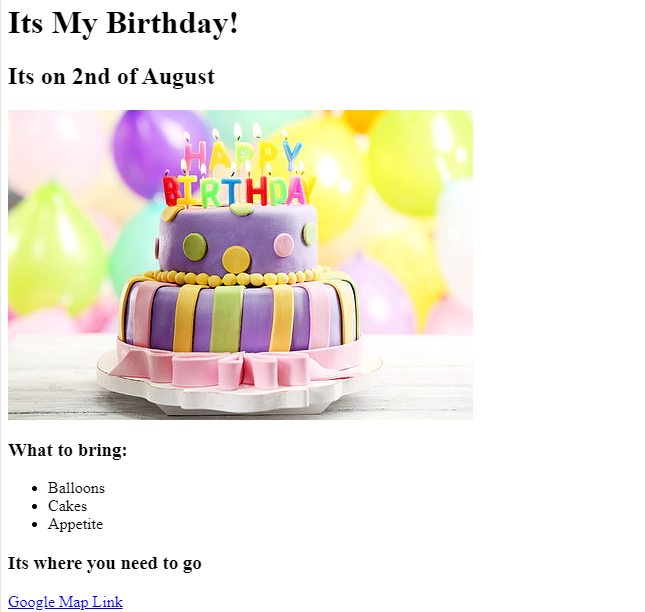 Its My Birthday!
Its on 2nd of August
HAPPY
BIRTHDAY
What to bring:
Balloons
Cakes
Appetite
Its where you need to go
Google Map Link